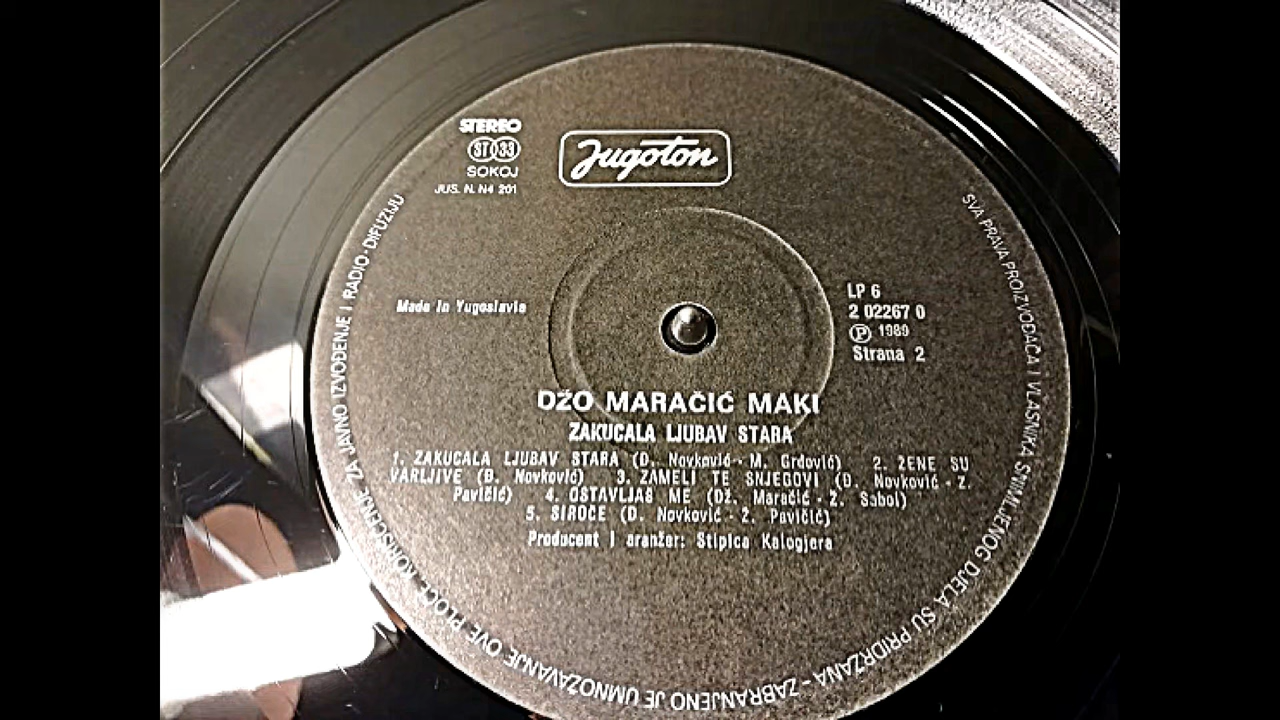 STEREO
ST 33
SOKOJ
JUS. N. N4 201
Jugoton
Made in Yugoslavia
LP 6
2 02267 0
Ⓟ 1989
Strana 2
DŽO MARAČIĆ MAKI
ZAKUCALA LJUBAV STARA
1. ZAKUCALA LJUBAV STARA (Đ. Novković - M. Grdović) 2. ŽENE SU
VARLJIVE (Đ. Novković) 3. ZAMELI TE SNJEGOVI (Đ. Novković - Z.
Pavičić) 4. OSTAVLJAŠ ME (Dž. Maračić - Z. Sabol)
5. SIROČE (Đ. Novković - Z. Pavičić)
Producent i aranžer: Stipica Kalogjera
SVA PRAVA PROIZVOĐAČA I VLASNIKA SNIMLJENOG DJELA SU PRIDRŽANA - ZABRANJENO JE UMNOŽAVANJE OVE PLOČE, KORIŠĆENJE ZA JAVNO IZVOĐENJE I RADIO-DIFUZIJU